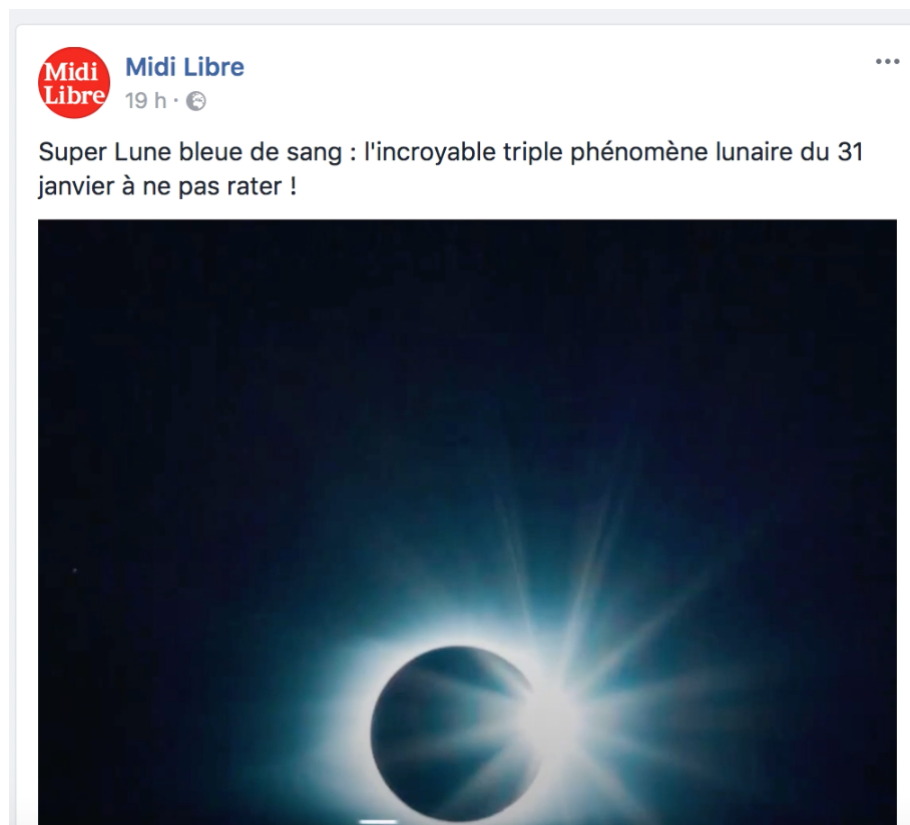 Midi
Libre
Midi Libre
19 h ·
Super Lune bleue de sang : l'incroyable triple phénomène lunaire du 31
janvier à ne pas rater !